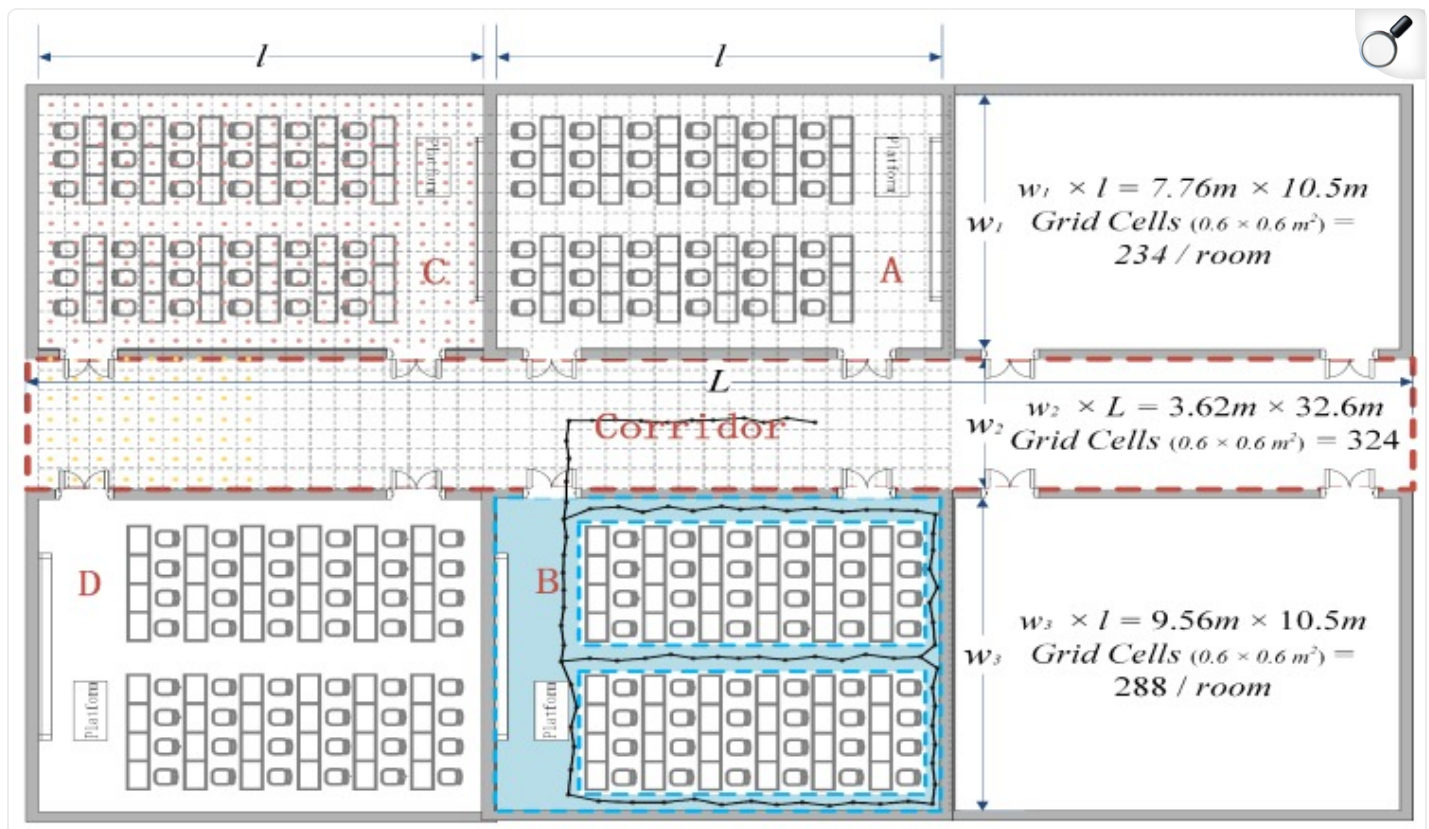 l
l
Platform
Platform
C
A
w₁
w₁ × l = 7.76m × 10.5m
Grid Cells (0.6 × 0.6 m²) =
234 / room
L
Corridor
w₂
w₂ × L = 3.62m × 32.6m
Grid Cells (0.6 × 0.6 m²) = 324
D
B
Platform
Platform
w₃
w₃ × l = 9.56m × 10.5m
Grid Cells (0.6 × 0.6 m²) =
288 / room